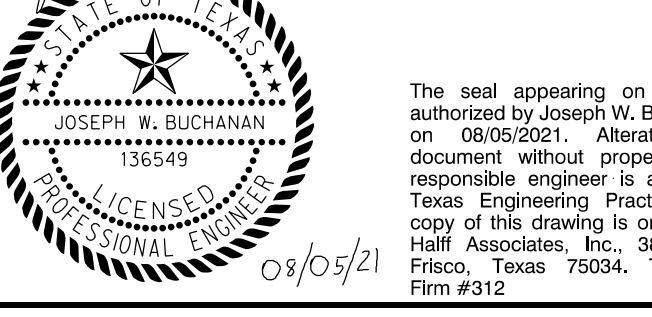 STATE OF TEXAS
JOSEPH W. BUCHANAN
136549
LICENSED
PROFESSIONAL ENGINEER
08/05/21
The seal appearing on
authorized by Joseph W. B
on 08/05/2021. Alterat
document without prope
responsible engineer is a
Texas Engineering Pract
copy of this drawing is o
Halff Associates, Inc., 38
Frisco, Texas 75034. T
Firm #312